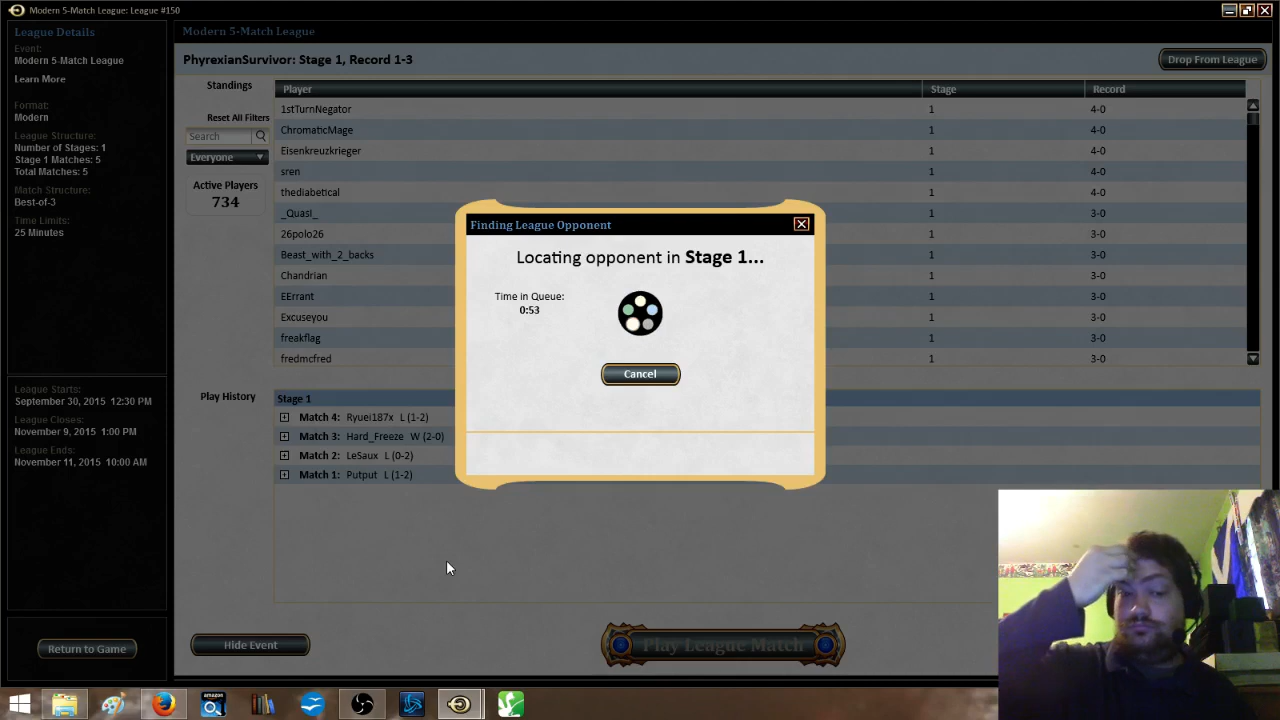 Modern 5-Match League: League #150
League Details
Event:
Modern 5-Match League
Learn More
Format:
Modern
League Structure:
Number of Stages: 1
Stage 1 Matches: 5
Total Matches: 5
Match Structure:
Best-of-3
Time Limits:
25 Minutes
League Starts:
September 30, 2015 12:30 PM
League Closes:
November 9, 2015 1:00 PM
League Ends:
November 11, 2015 10:00 AM
Return to Game
Modern 5-Match League
PhyrexianSurvivor: Stage 1, Record 1-3
Drop From League
Standings
Reset All Filters
Search
Everyone
Active Players
734
Player Stage Record
1stTurnNegator 1 4-0
ChromaticMage 1 4-0
Eisenkreuzkrieger 1 4-0
sren 1 4-0
thediabetical 1 4-0
_Quasl_ 1 3-0
26polo26 1 3-0
Beast_with_2_backs 1 3-0
Chandrian 1 3-0
EErrant 1 3-0
Excuseyou 1 3-0
freakflag 1 3-0
fredmcfred 1 3-0
Finding League Opponent
Locating opponent in Stage 1...
Time in Queue:
0:53
Cancel
Play History
Stage 1
Match 4: Ryuei187x L (1-2)
Match 3: Hard_Freeze W (2-0)
Match 2: LeSaux L (0-2)
Match 1: Putput L (1-2)
Hide Event
Play League Match
amazon